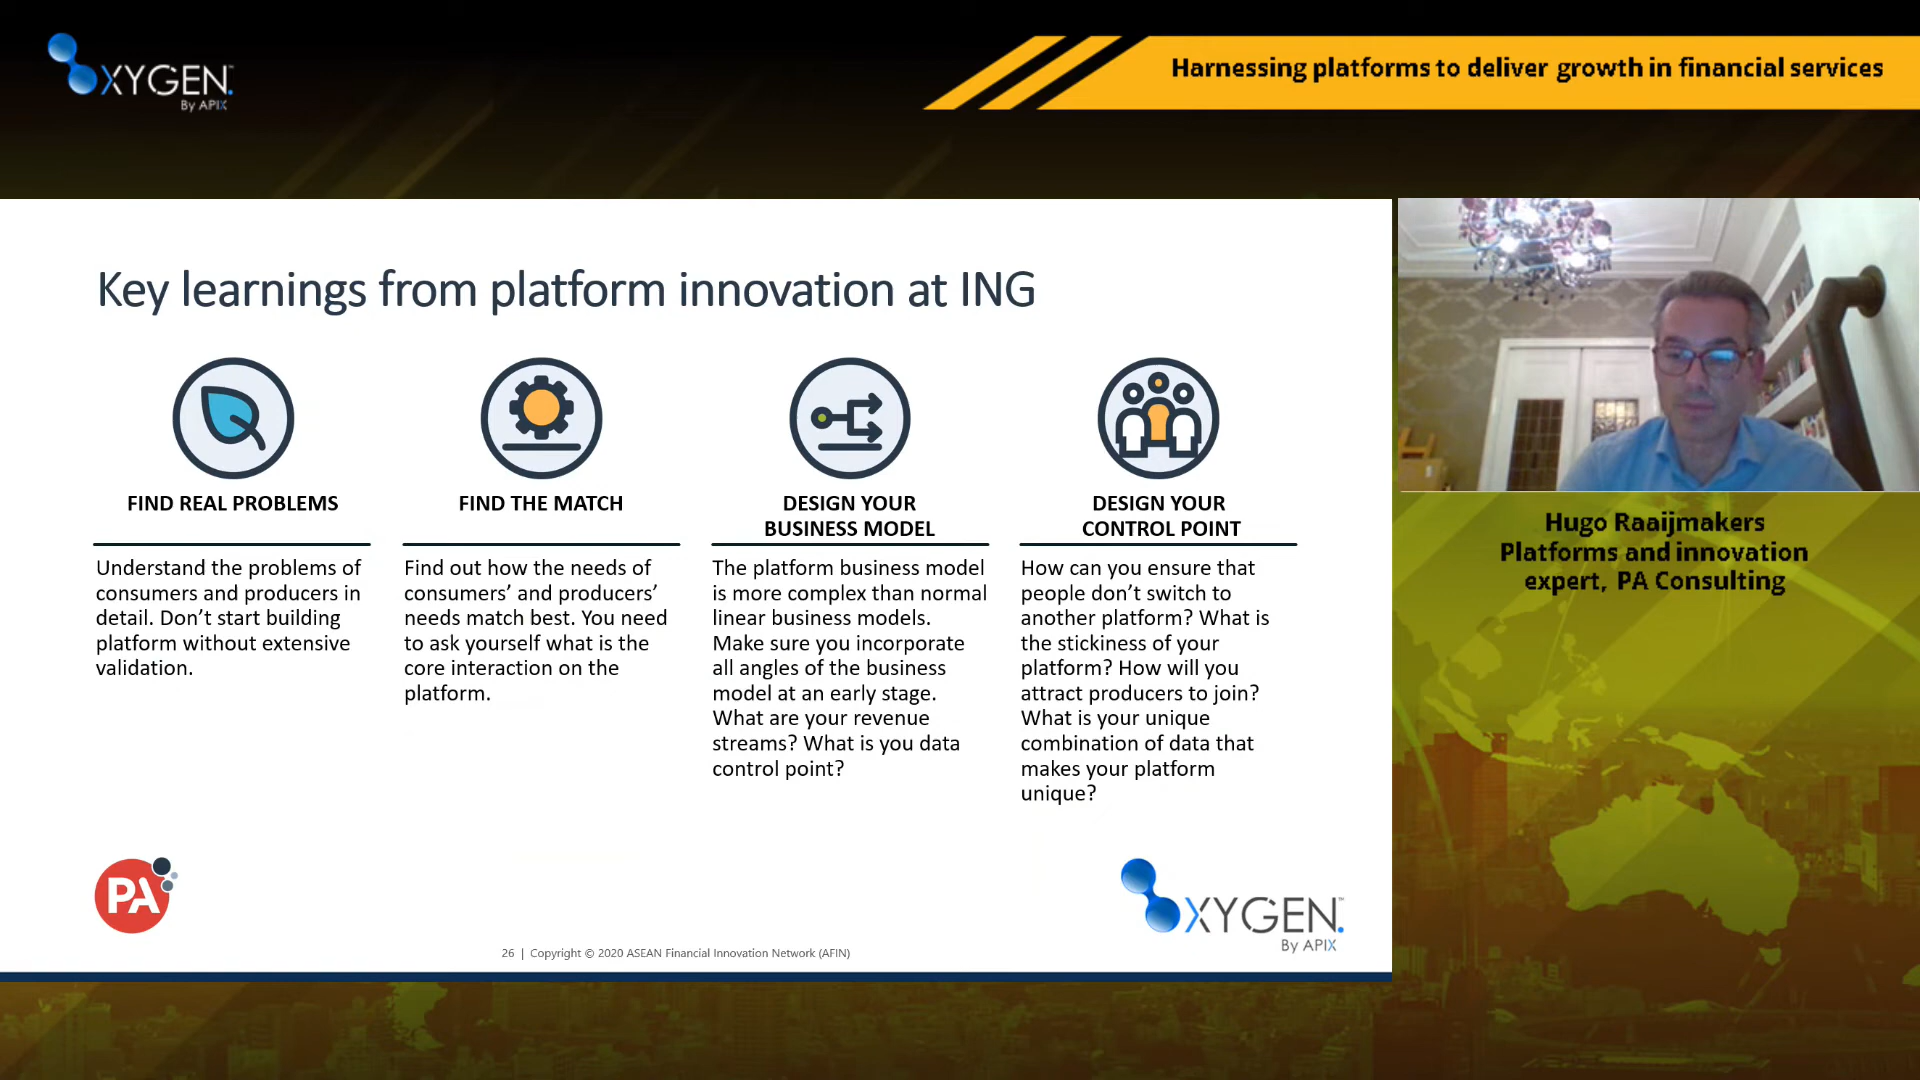 OXYGEN
By APIX
Harnessing platforms to deliver growth in financial services
Key learnings from platform innovation at ING
FIND REAL PROBLEMS
Understand the problems of
consumers and producers in
detail. Don’t start building
platform without extensive
validation.
FIND THE MATCH
Find out how the needs of
consumers’ and producers’
needs match best. You need
to ask yourself what is the
core interaction on the
platform.
DESIGN YOUR
BUSINESS MODEL
The platform business model
is more complex than normal
linear business models.
Make sure you incorporate
all angles of the business
model at an early stage.
What are your revenue
streams? What is you data
control point?
DESIGN YOUR
CONTROL POINT
How can you ensure that
people don’t switch to
another platform? What is
the stickiness of your
platform? How will you
attract producers to join?
What is your unique
combination of data that
makes your platform
unique?
Hugo Raaijmakers
Platforms and innovation
expert, PA Consulting
PA
OXYGEN™
By APIX
26 | Copyright © 2020 ASEAN Financial Innovation Network (AFIN)